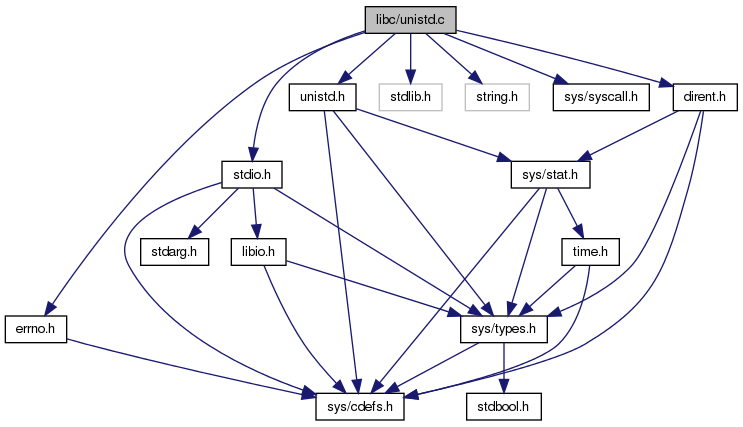 libc/unistd.c
unistd.h
stdlib.h
string.h
sys/syscall.h
dirent.h
stdio.h
sys/stat.h
stdarg.h
libio.h
time.h
errno.h
sys/types.h
sys/cdefs.h
stdbool.h